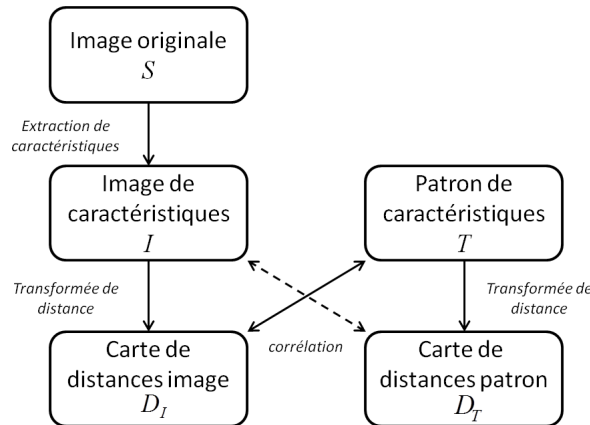 Image originale
S
Extraction de
caractéristiques
Image de
caractéristiques
I
Patron de
caractéristiques
T
Transformée de
distance
Transformée de
distance
corrélation
Carte de
distances image
D_I
Carte de
distances patron
D_T